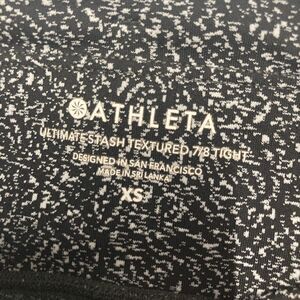 ATHLETA
ULTIMATE STASH TEXTURED 7/8 TIGHT
DESIGNED IN SAN FRANCISCO
MADE IN SRI LANKA
XS